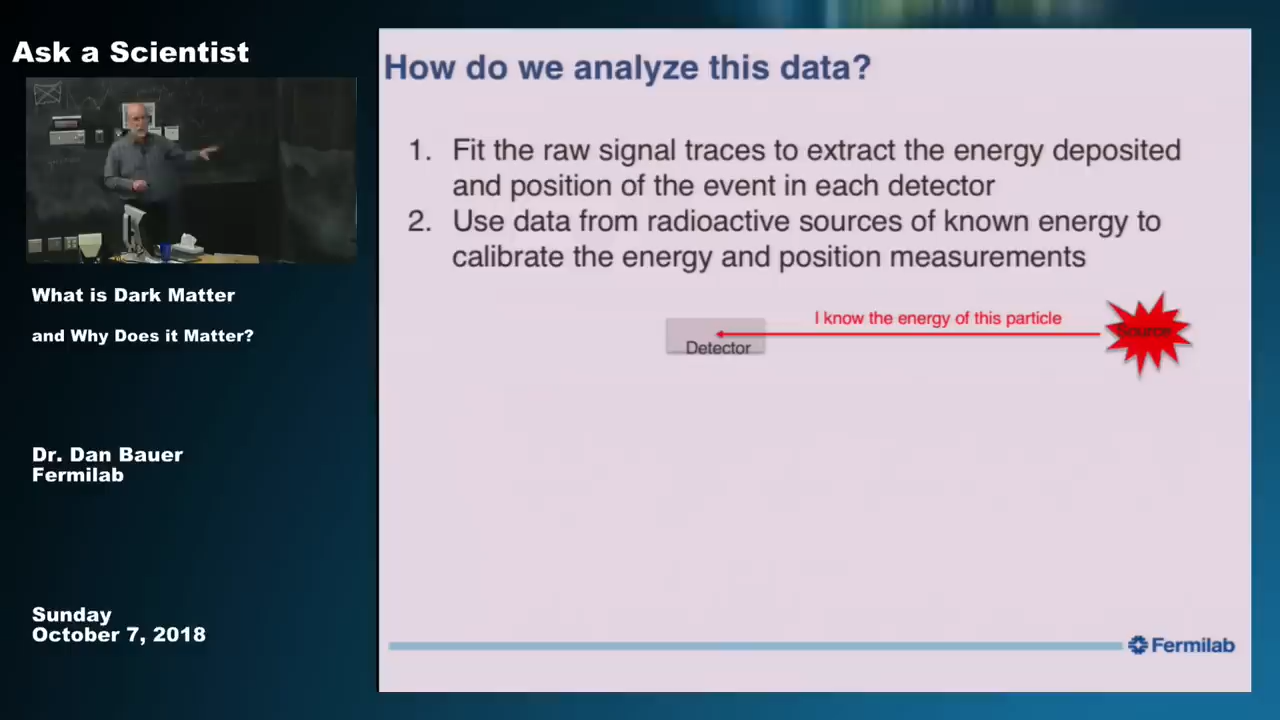 Ask a Scientist
What is Dark Matter
and Why Does it Matter?
Dr. Dan Bauer
Fermilab
Sunday
October 7, 2018
How do we analyze this data?
1. Fit the raw signal traces to extract the energy deposited
and position of the event in each detector
2. Use data from radioactive sources of known energy to
calibrate the energy and position measurements
I know the energy of this particle
Source
Detector
Fermilab